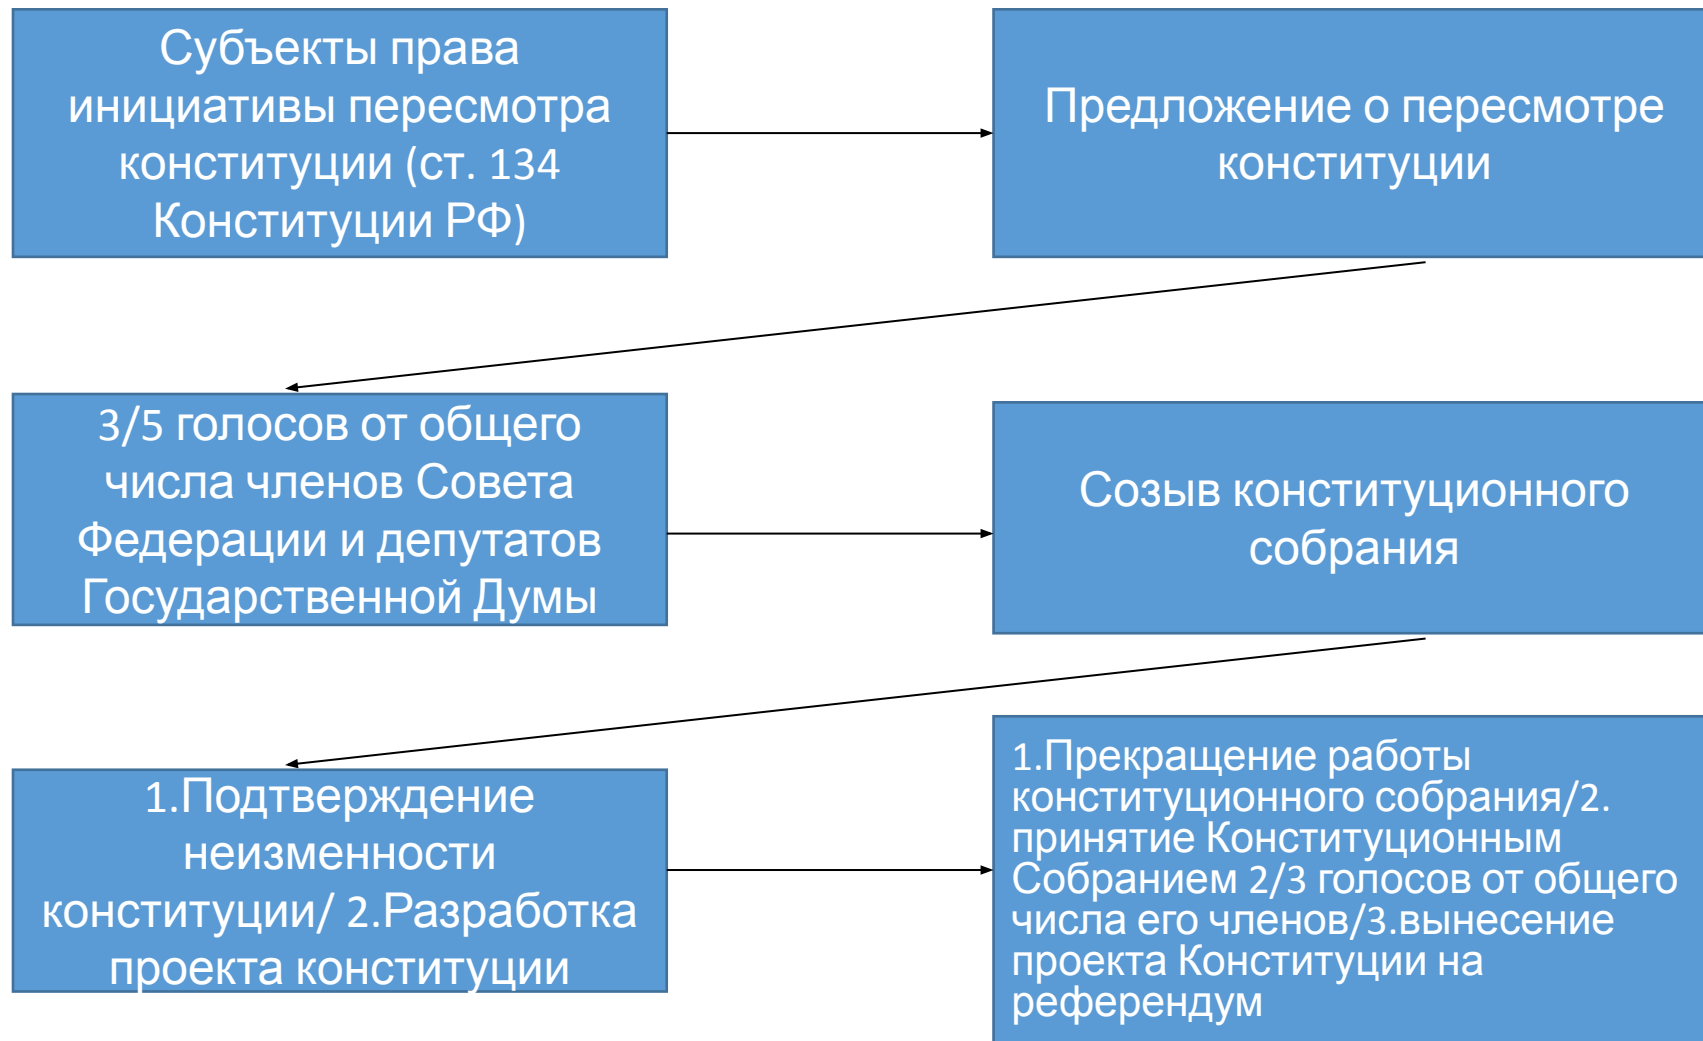 Субъекты права
инициативы пересмотра
конституции (ст. 134
Конституции РФ)
Предложение о пересмотре
конституции
3/5 голосов от общего
числа членов Совета
Федерации и депутатов
Государственной Думы
Созыв конституционного
собрания
1.Подтверждение
неизменности
конституции/ 2.Разработка
проекта конституции
1.Прекращение работы
конституционного собрания/2.
принятие Конституционным
Собранием 2/3 голосов от общего
числа его членов/3.вынесение
проекта Конституции на
референдум